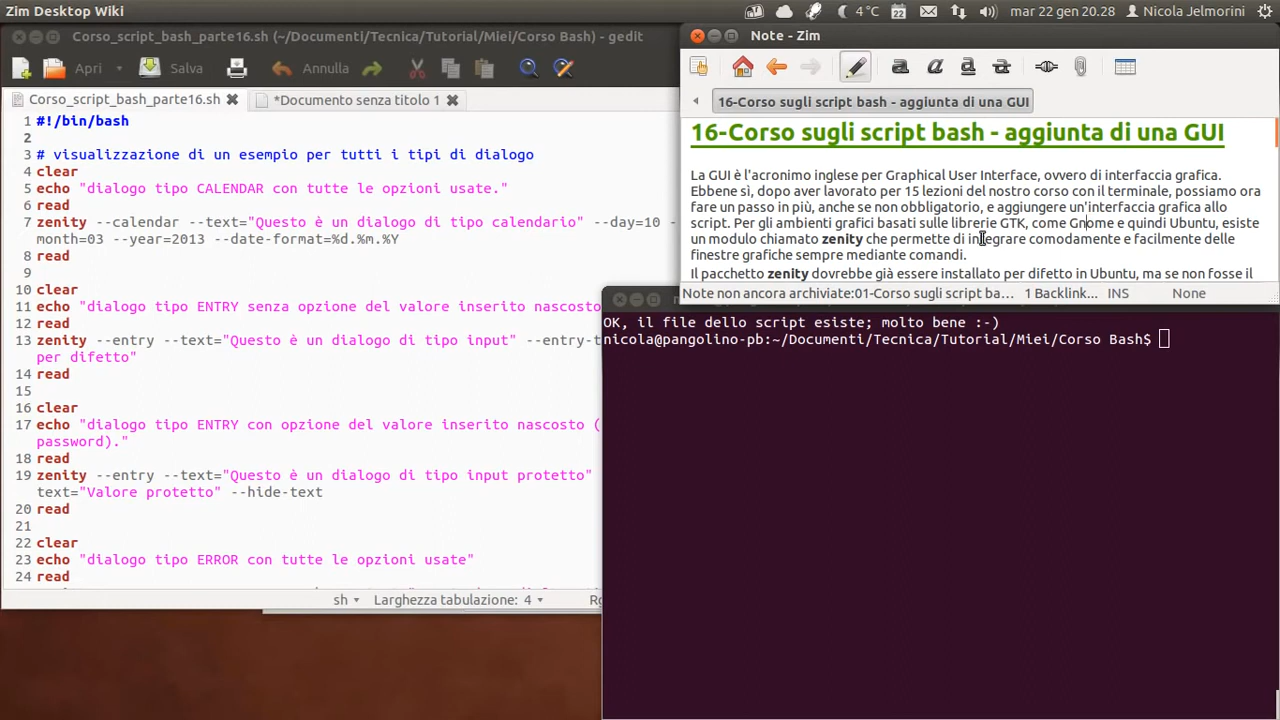 Zim Desktop Wiki
4 °C
22
mar 22 gen 20.28
Nicola Jelmorini
Corso_script_bash_parte16.sh (~/Documenti/Tecnica/Tutorial/Miei/Corso Bash) - gedit
Apri
Salva
Annulla
Corso_script_bash_parte16.sh
*Documento senza titolo 1
1 #!/bin/bash
2
3 # visualizzazione di un esempio per tutti i tipi di dialogo
4 clear
5 echo "dialogo tipo CALENDAR con tutte le opzioni usate."
6 read
7 zenity --calendar --text="Questo è un dialogo di tipo calendario" --day=10 -
month=03 --year=2013 --date-format=%d.%m.%Y
8 read
9
10 clear
11 echo "dialogo tipo ENTRY senza opzione del valore inserito nascosto
12 read
13 zenity --entry --text="Questo è un dialogo di tipo input" --entry-t
per difetto"
14 read
15
16 clear
17 echo "dialogo tipo ENTRY con opzione del valore inserito nascosto (
password)."
18 read
19 zenity --entry --text="Questo è un dialogo di tipo input protetto"
text="Valore protetto" --hide-text
20 read
21
22 clear
23 echo "dialogo tipo ERROR con tutte le opzioni usate"
24 read
sh
Larghezza tabulazione: 4
Note - Zim
a a a a
16-Corso sugli script bash - aggiunta di una GUI
16-Corso sugli script bash - aggiunta di una GUI
La GUI è l'acronimo inglese per Graphical User Interface, ovvero di interfaccia grafica.
Ebbene sì, dopo aver lavorato per 15 lezioni del nostro corso con il terminale, possiamo ora
fare un passo in più, anche se non obbligatorio, e aggiungere un'interfaccia grafica allo
script. Per gli ambienti grafici basati sulle librerie GTK, come Gnome e quindi Ubuntu, esiste
un modulo chiamato zenity che permette di integrare comodamente e facilmente delle
finestre grafiche sempre mediante comandi.
Il pacchetto zenity dovrebbe già essere installato per difetto in Ubuntu, ma se non fosse il
Note non ancora archiviate:01-Corso sugli script ba...
1 Backlink...
INS
None
OK, il file dello script esiste; molto bene :-)
nicola@pangolino-pb:~/Documenti/Tecnica/Tutorial/Miei/Corso Bash$